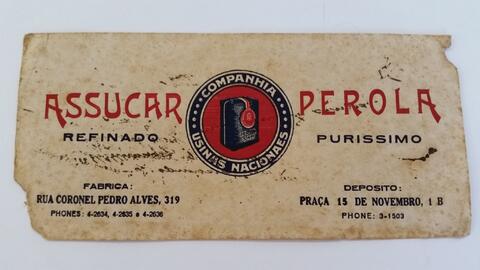 COMPANHIA
USINAS NACIONAES
ASSUCAR PEROLA
REFINADO PURISSIMO
FABRICA:
RUA CORONEL PEDRO ALVES, 319
PHONES: 4-2634, 4-2635 e 4-2636
DEPOSITO:
PRAÇA 15 DE NOVEMBRO, 1 B
PHONE: 3-1503